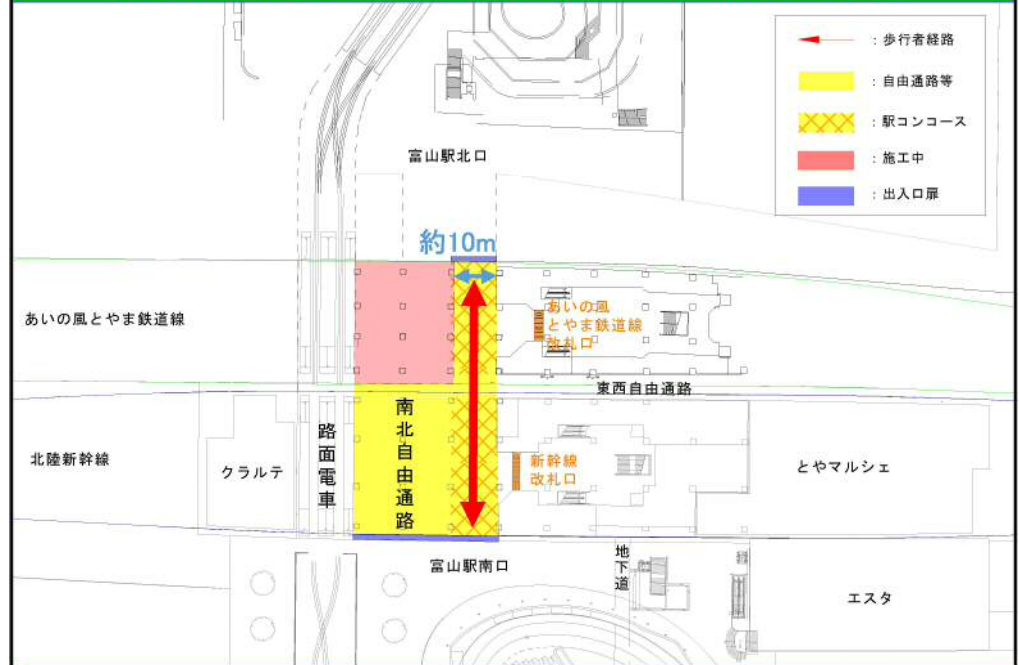 ：歩行者経路
：自由通路等
：駅コンコース
：施工中
：出入口扉
富山駅北口
約10m
あいの風とやま鉄道線
あいの風
とやま鉄道線
改札口
東西自由通路
北陸新幹線
クラルテ
路面電車
南北自由通路
新幹線
改札口
とやマルシェ
富山駅南口
地下道
エスタ